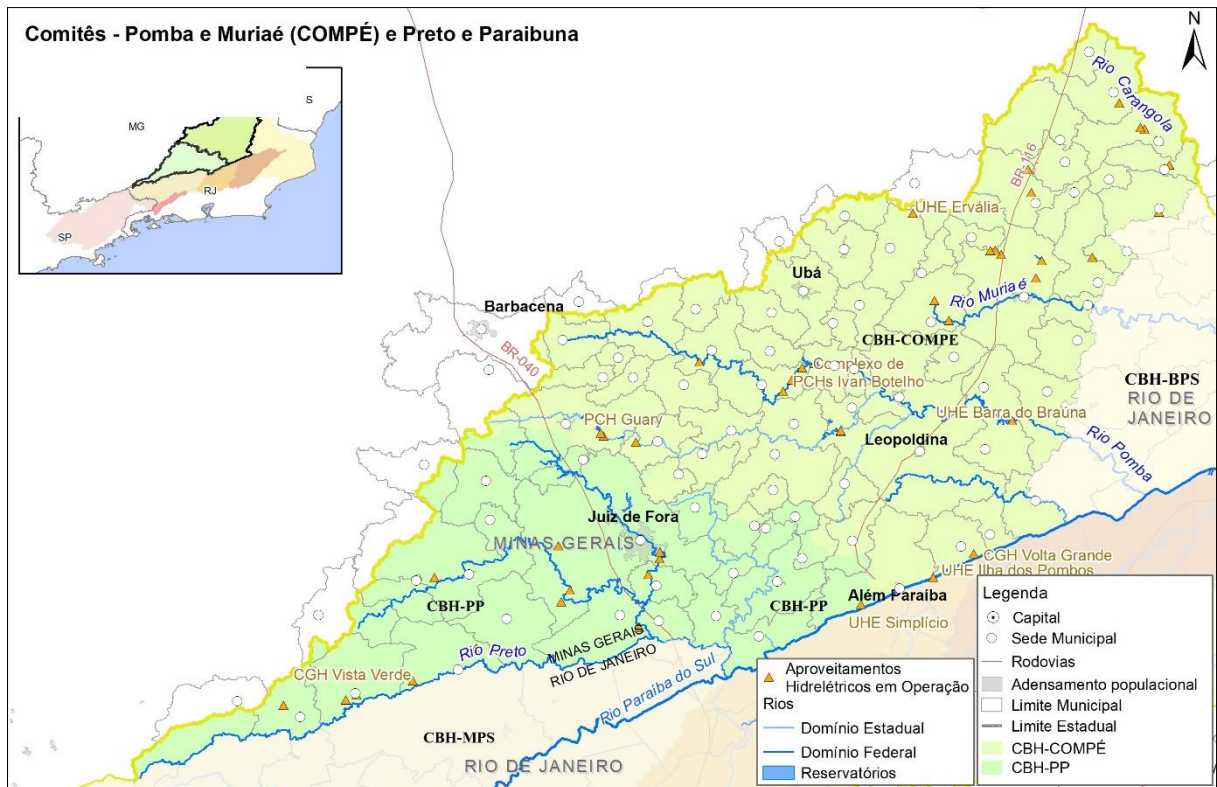 Comitês - Pomba e Muriaé (COMPÉ) e Preto e Paraibuna
N
S
MG
RJ
SP
Rio Carangola
BR-116
UHE Ervália
Ubá
Barbacena
Rio Muriaé
BR-040
CBH-COMPE
Complexo de
PCHs Ivan Botelho
CBH-BPS
RIO DE
JANEIRO
PCH Guary
UHE Barra do Braúna
Leopoldina
Rio Pomba
Juiz de Fora
MINAS GERAIS
CGH Volta Grande
UHE Ilha dos Pombos
CBH-PP
CBH-PP
Além Paraíba
UHE Simplício
Rio Preto
MINAS GERAIS
RIO DE JANEIRO
CGH Vista Verde
Rio Paraíba do Sul
CBH-MPS
RIO DE JANEIRO
Aproveitamentos
Hidrelétricos em Operação
Rios
Domínio Estadual
Domínio Federal
Reservatórios
Legenda
Capital
Sede Municipal
Rodovias
Adensamento populacional
Limite Municipal
Limite Estadual
CBH-COMPÉ
CBH-PP